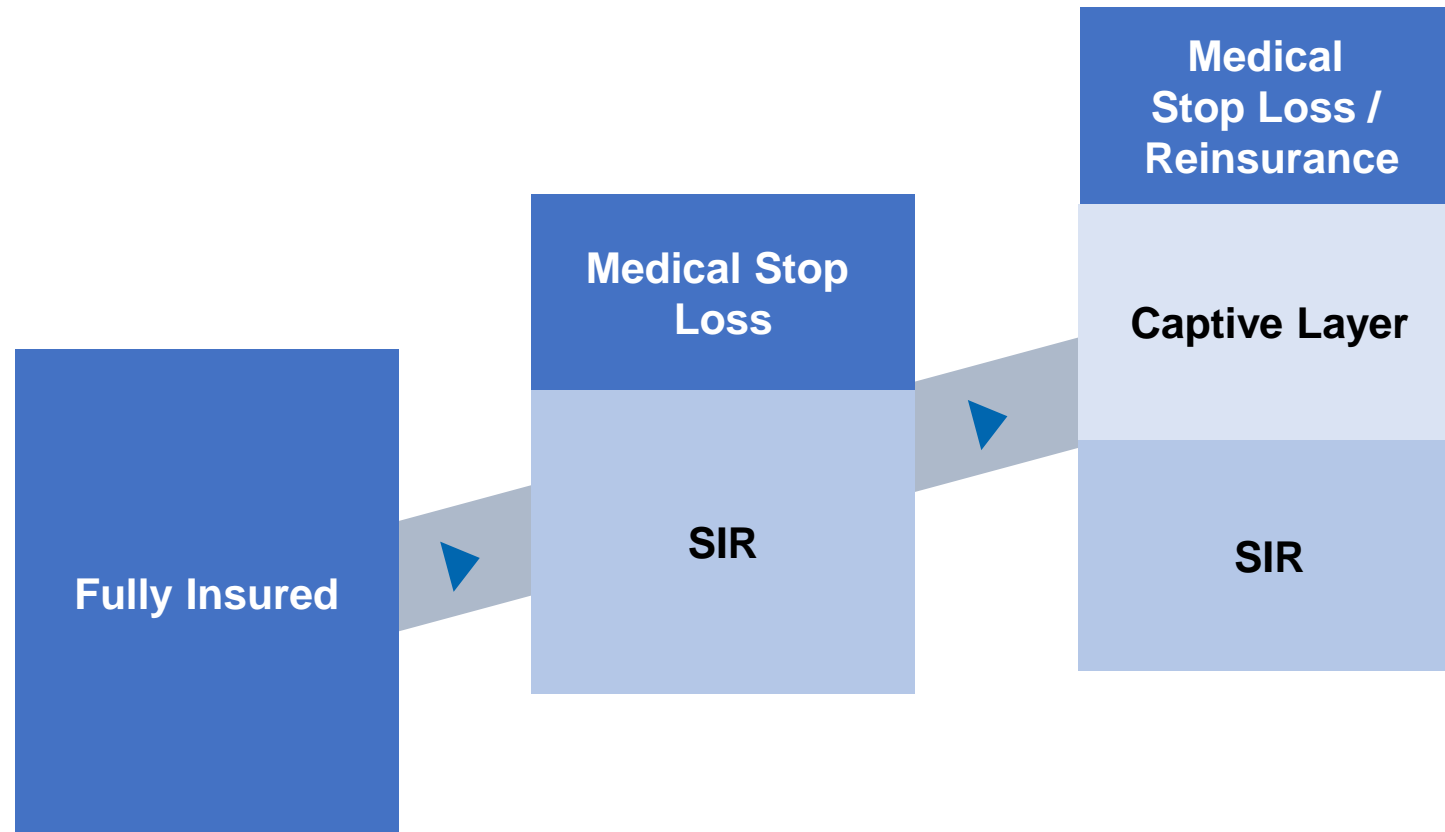 Fully Insured
Medical Stop
Loss
SIR
Medical
Stop Loss /
Reinsurance
Captive Layer
SIR